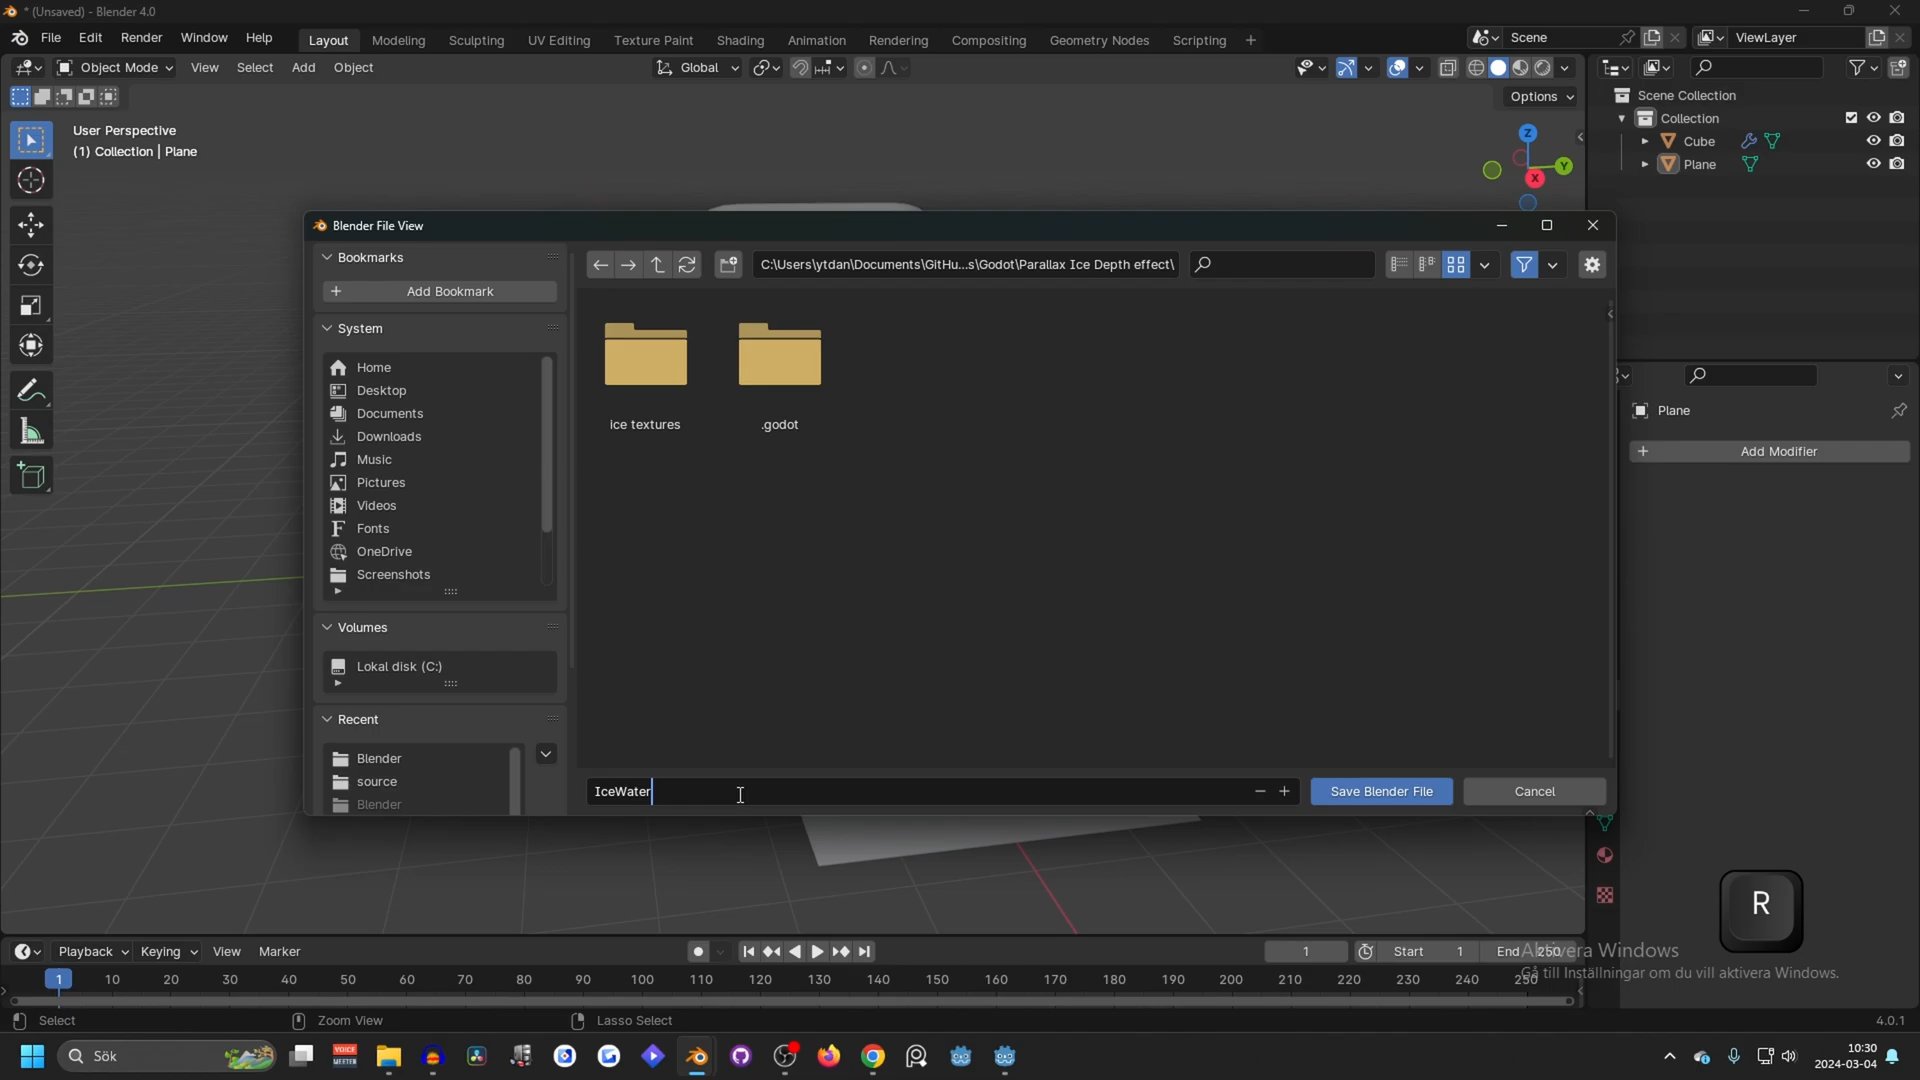 * (Unsaved) - Blender 4.0
File Edit Render Window Help Layout Modeling Sculpting UV Editing Texture Paint Shading Animation Rendering Compositing Geometry Nodes Scripting + Scene ViewLayer
Object Mode View Select Add Object Global
Options
User Perspective
(1) Collection | Plane
Z
Y
X
Scene Collection
Collection
Cube
Plane
Blender File View
Bookmarks
Add Bookmark
C:\Users\ytdan\Documents\GitHu...s\Godot\Parallax Ice Depth effect\
System
Home
Desktop
Documents
Downloads
Music
Pictures
Videos
Fonts
OneDrive
Screenshots
ice textures
.godot
Volumes
Lokal disk (C:)
Recent
Blender
source
Blender
IceWater
Save Blender File
Cancel
Plane
Add Modifier
R
Playback Keying View Marker 1 Start 1 End 250
1 10 20 30 40 50 60 70 80 90 100 110 120 130 140 150 160 170 180 190 200 210 220 230 240 250
Aktivera Windows
Gå till Inställningar om du vill aktivera Windows.
Select Zoom View Lasso Select 4.0.1
Sök
VOICE
MEETER
10:30
2024-03-04